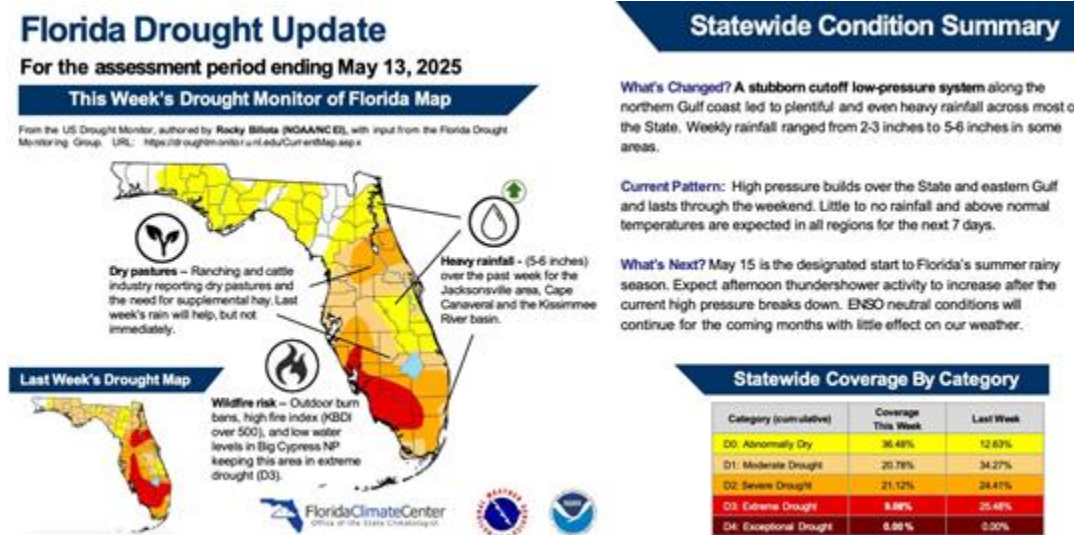 Florida Drought Update
For the assessment period ending May 13, 2025
This Week's Drought Monitor of Florida Map
From the US Drought Monitor, authored by Rocky Bilotta (NOAA/NCEI), with input from the Florida Drought
Monitoring Group. URL: https://droughtmonitor.unl.edu/CurrentMap.aspx
Dry pastures – Ranching and cattle
industry reporting dry pastures and
the need for supplemental hay. Last
week's rain will help, but not
immediately.
Heavy rainfall - (5-6 inches)
over the past week for the
Jacksonville area, Cape
Canaveral and the Kissimmee
River basin.
Last Week's Drought Map
Wildfire risk – Outdoor burn
bans, high fire index (KBDI
over 500), and low water
levels in Big Cypress NP
keeping this area in extreme
drought (D3).
FloridaClimateCenter
Office of the State Climatologist
Statewide Condition Summary
What's Changed? A stubborn cutoff low-pressure system along the
northern Gulf coast led to plentiful and even heavy rainfall across most o
the State. Weekly rainfall ranged from 2-3 inches to 5-6 inches in some
areas.
Current Pattern: High pressure builds over the State and eastern Gulf
and lasts through the weekend. Little to no rainfall and above normal
temperatures are expected in all regions for the next 7 days.
What's Next? May 15 is the designated start to Florida's summer rainy
season. Expect afternoon thundershower activity to increase after the
current high pressure breaks down. ENSO neutral conditions will
continue for the coming months with little effect on our weather.
Statewide Coverage By Category
Category (cumulative) Coverage This Week Last Week
D0: Abnormally Dry 36.48% 12.63%
D1: Moderate Drought 20.78% 34.27%
D2: Severe Drought 21.12% 24.41%
D3: Extreme Drought 9.08% 25.48%
D4: Exceptional Drought 0.00% 0.00%